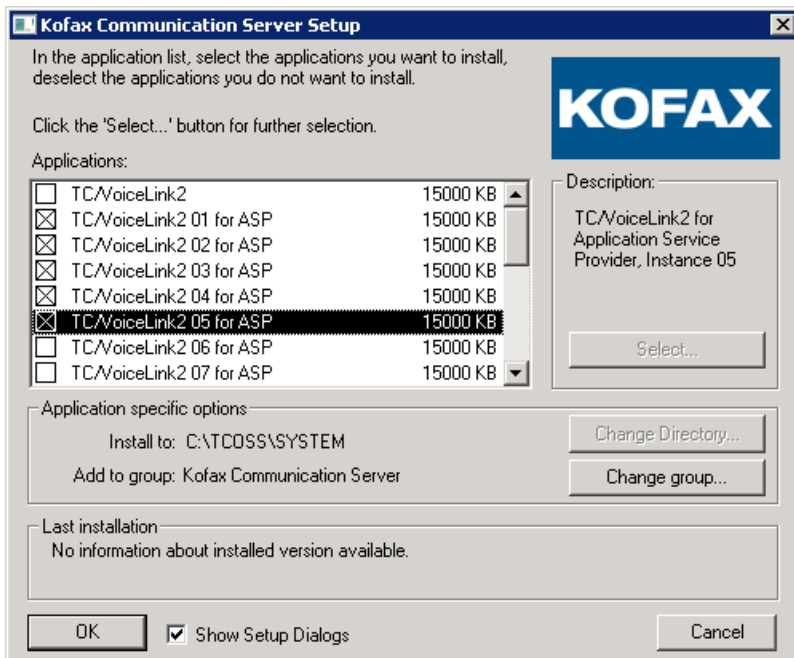 Kofax Communication Server Setup
In the application list, select the applications you want to install,
deselect the applications you do not want to install.
Click the 'Select...' button for further selection.
KOFAX
Applications:
TC/VoiceLink2 15000 KB
TC/VoiceLink2 01 for ASP 15000 KB
TC/VoiceLink2 02 for ASP 15000 KB
TC/VoiceLink2 03 for ASP 15000 KB
TC/VoiceLink2 04 for ASP 15000 KB
TC/VoiceLink2 05 for ASP 15000 KB
TC/VoiceLink2 06 for ASP 15000 KB
TC/VoiceLink2 07 for ASP 15000 KB
Description:
TC/VoiceLink2 for
Application Service
Provider, Instance 05
Select...
Application specific options
Install to: C:\TCOSS\SYSTEM
Change Directory...
Add to group: Kofax Communication Server
Change group...
Last installation
No information about installed version available.
OK
Show Setup Dialogs
Cancel